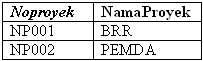 Noproyek NamaProyek
NP001 BRR
NP002 PEMDA